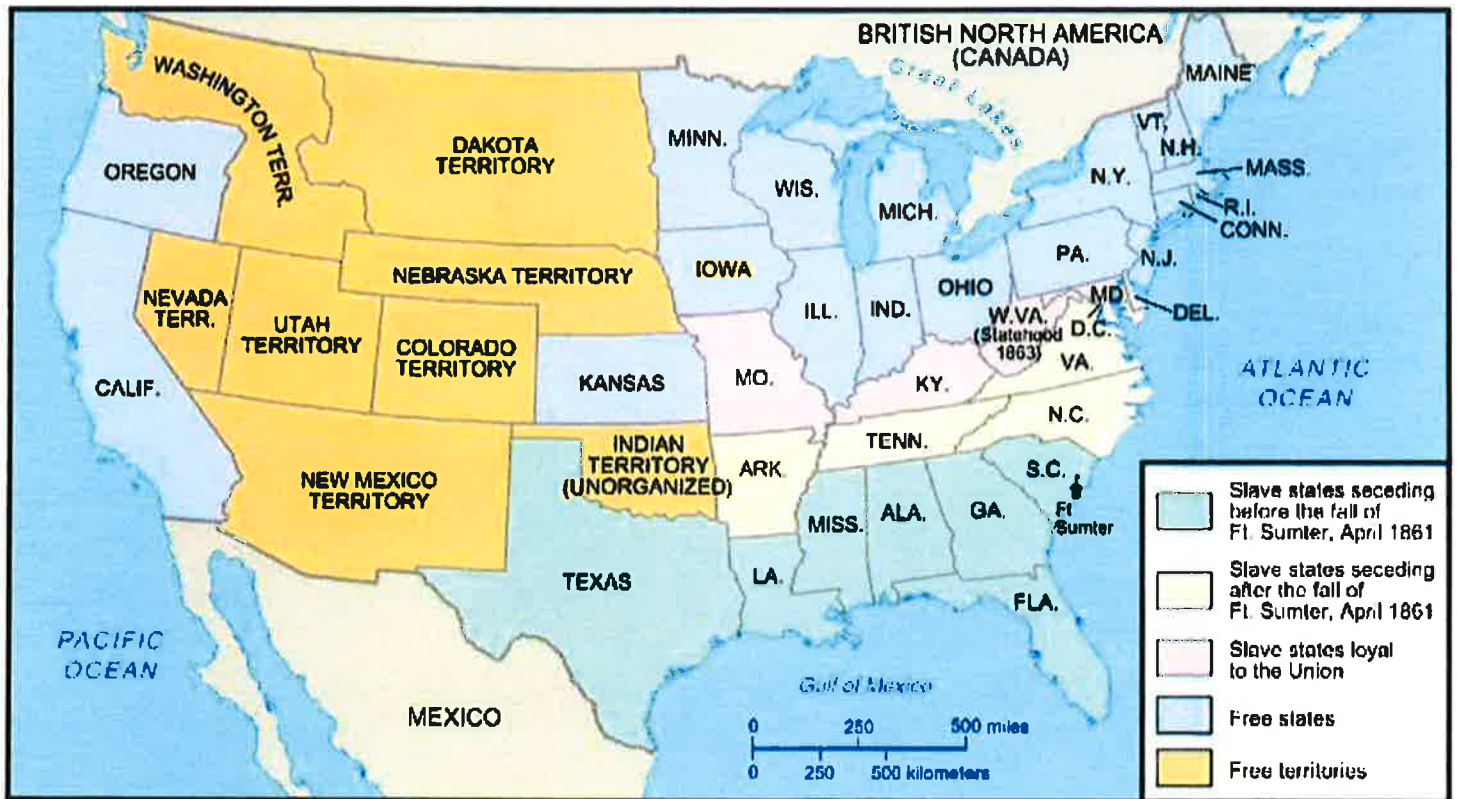 BRITISH NORTH AMERICA
(CANADA)
Great Lakes
MAINE
WASHINGTON TERR.
VT.
N.H.
DAKOTA
TERRITORY
MINN.
OREGON
MASS.
N.Y.
WIS.
MICH.
R.I.
CONN.
PA.
N.J.
NEBRASKA TERRITORY
IOWA
OHIO
NEVADA
TERR.
MD.
DEL.
ILL.
IND.
W.VA.
(Statehood
1863)
D.C.
UTAH
TERRITORY
COLORADO
TERRITORY
VA.
ATLANTIC
OCEAN
CALIF.
KANSAS
MO.
KY.
N.C.
TENN.
INDIAN
TERRITORY
(UNORGANIZED)
ARK.
NEW MEXICO
TERRITORY
S.C.
Ft
Sumter
MISS.
ALA.
GA.
TEXAS
LA.
FLA.
PACIFIC
OCEAN
Gulf of Mexico
MEXICO
0 250 500 miles
0 250 500 kilometers
Slave states seceding
before the fall of
Ft. Sumter, April 1861
Slave states seceding
after the fall of
Ft. Sumter, April 1861
Slave states loyal
to the Union
Free states
Free territories